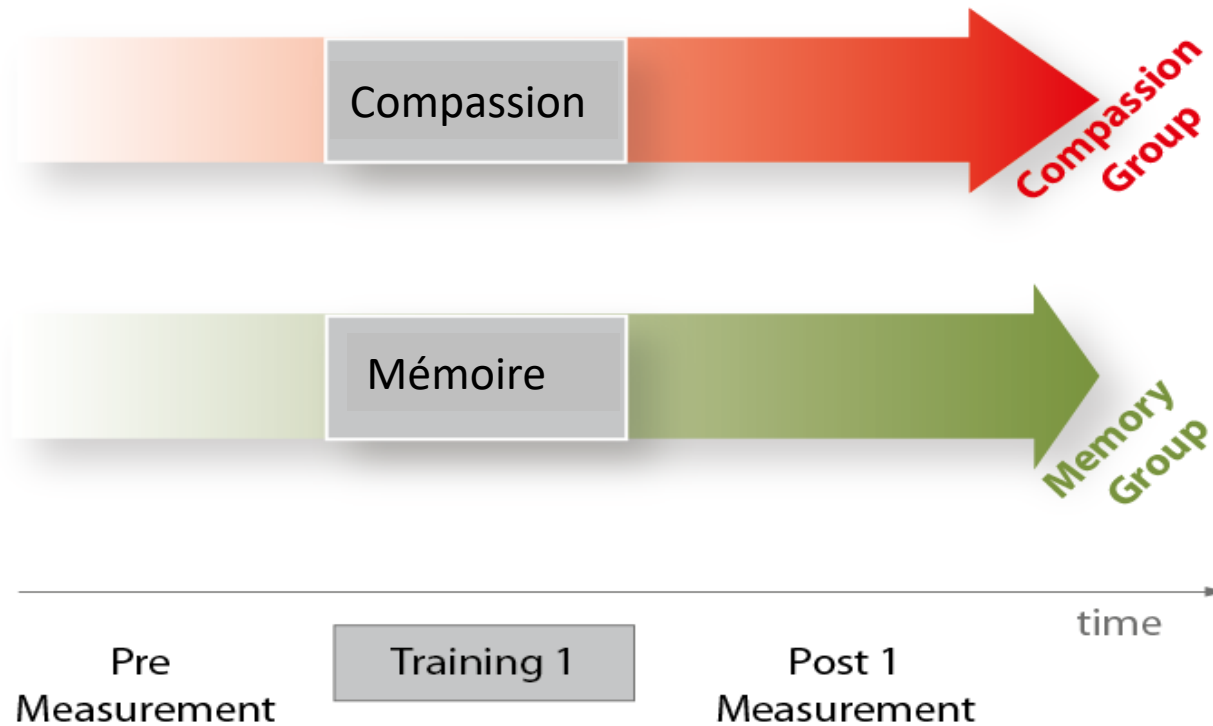 Compassion
Compassion
Group
Mémoire
Memory
Group
time
Pre
Measurement
Training 1
Post 1
Measurement